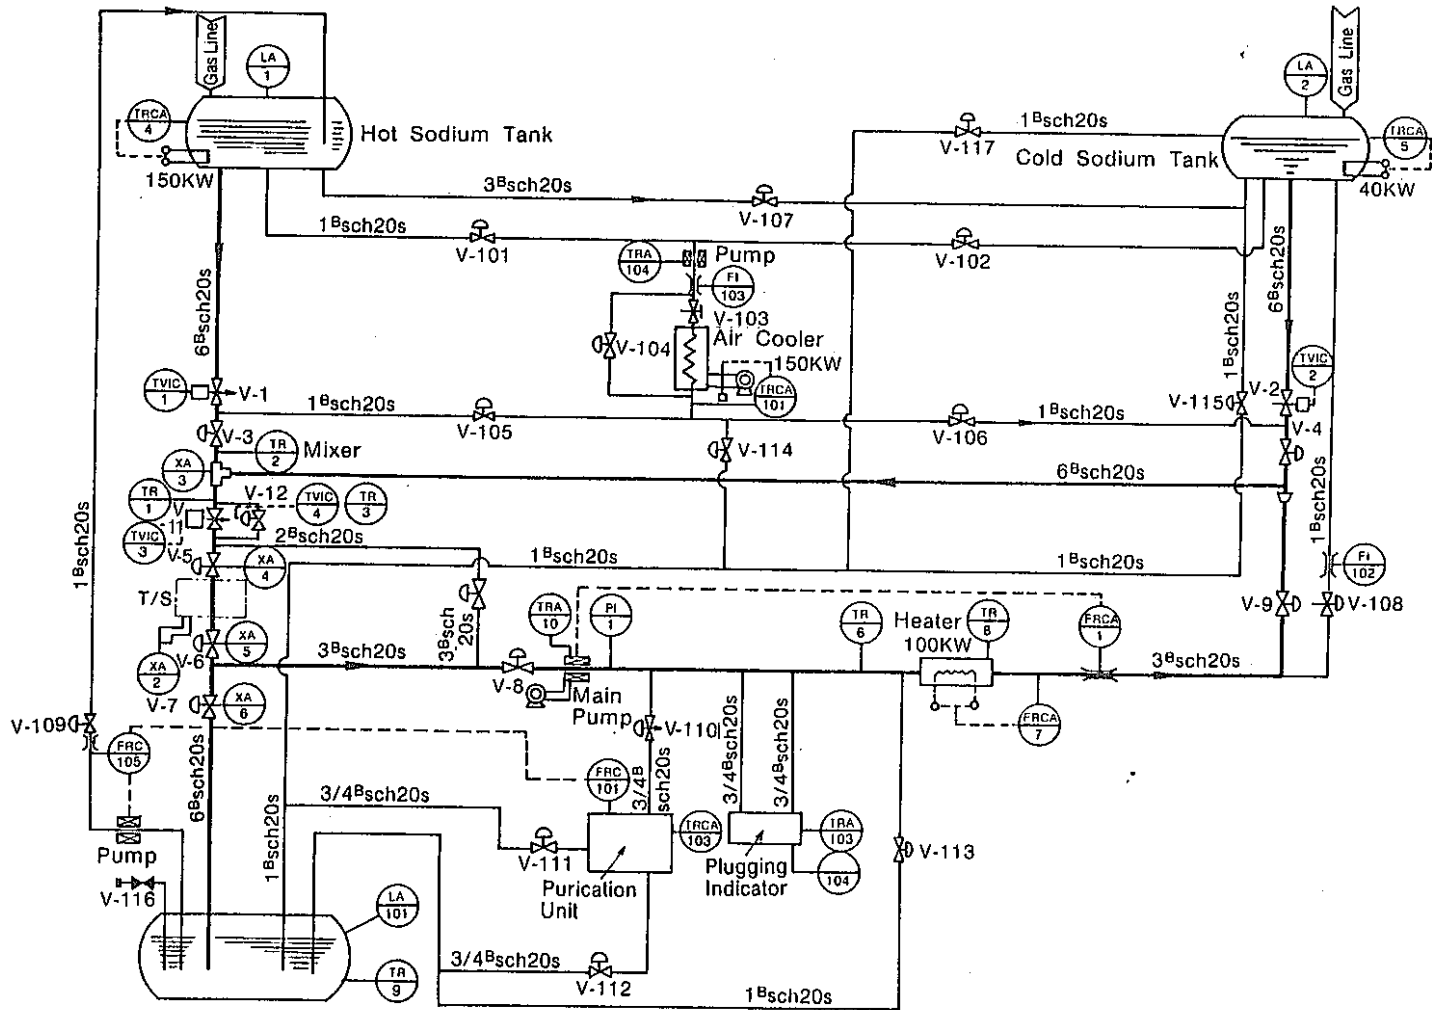 Gas Line
LA
1
LA
2
Gas Line
TRCA
4
Hot Sodium Tank
150KW
1ᴮsch20s
V-117
Cold Sodium Tank
TRCA
5
40KW
3ᴮsch20s
V-107
1ᴮsch20s
V-101
V-102
TRA
104
Pump
FI
103
V-103
V-104
Air Cooler
150KW
TRCA
101
6ᴮsch20s
6ᴮsch20s
1ᴮsch20s
TVIC
1
V-1
TVIC
2
V-2
V-115
V-4
1ᴮsch20s
V-105
V-106
1ᴮsch20s
V-3
TR
2
Mixer
V-114
XA
3
6ᴮsch20s
TR
1
V-12
TVIC
4
TR
3
V
11
TVIC
3
2ᴮsch20s
V-5
XA
4
1ᴮsch20s
1ᴮsch20s
1ᴮsch20s
1ᴮsch20s
FI
102
T/S
3ᴮsch
20s
TRA
10
PI
1
TR
6
Heater
100KW
TR
8
FRCA
1
V-9
V-108
XA
2
V-6
XA
5
3ᴮsch20s
V-8
Main
Pump
3ᴮsch20s
V-7
XA
6
FRCA
7
V-109
FRC
105
6ᴮsch20s
V-110
3/4ᴮ
sch20s
3/4ᴮsch20s
3/4ᴮsch20s
FRC
101
3/4ᴮsch20s
1ᴮsch20s
V-111
TRCA
103
TRA
103
104
V-113
Pump
V-116
Purication
Unit
Plugging
Indicator
LA
101
TR
9
3/4ᴮsch20s
V-112
1ᴮsch20s